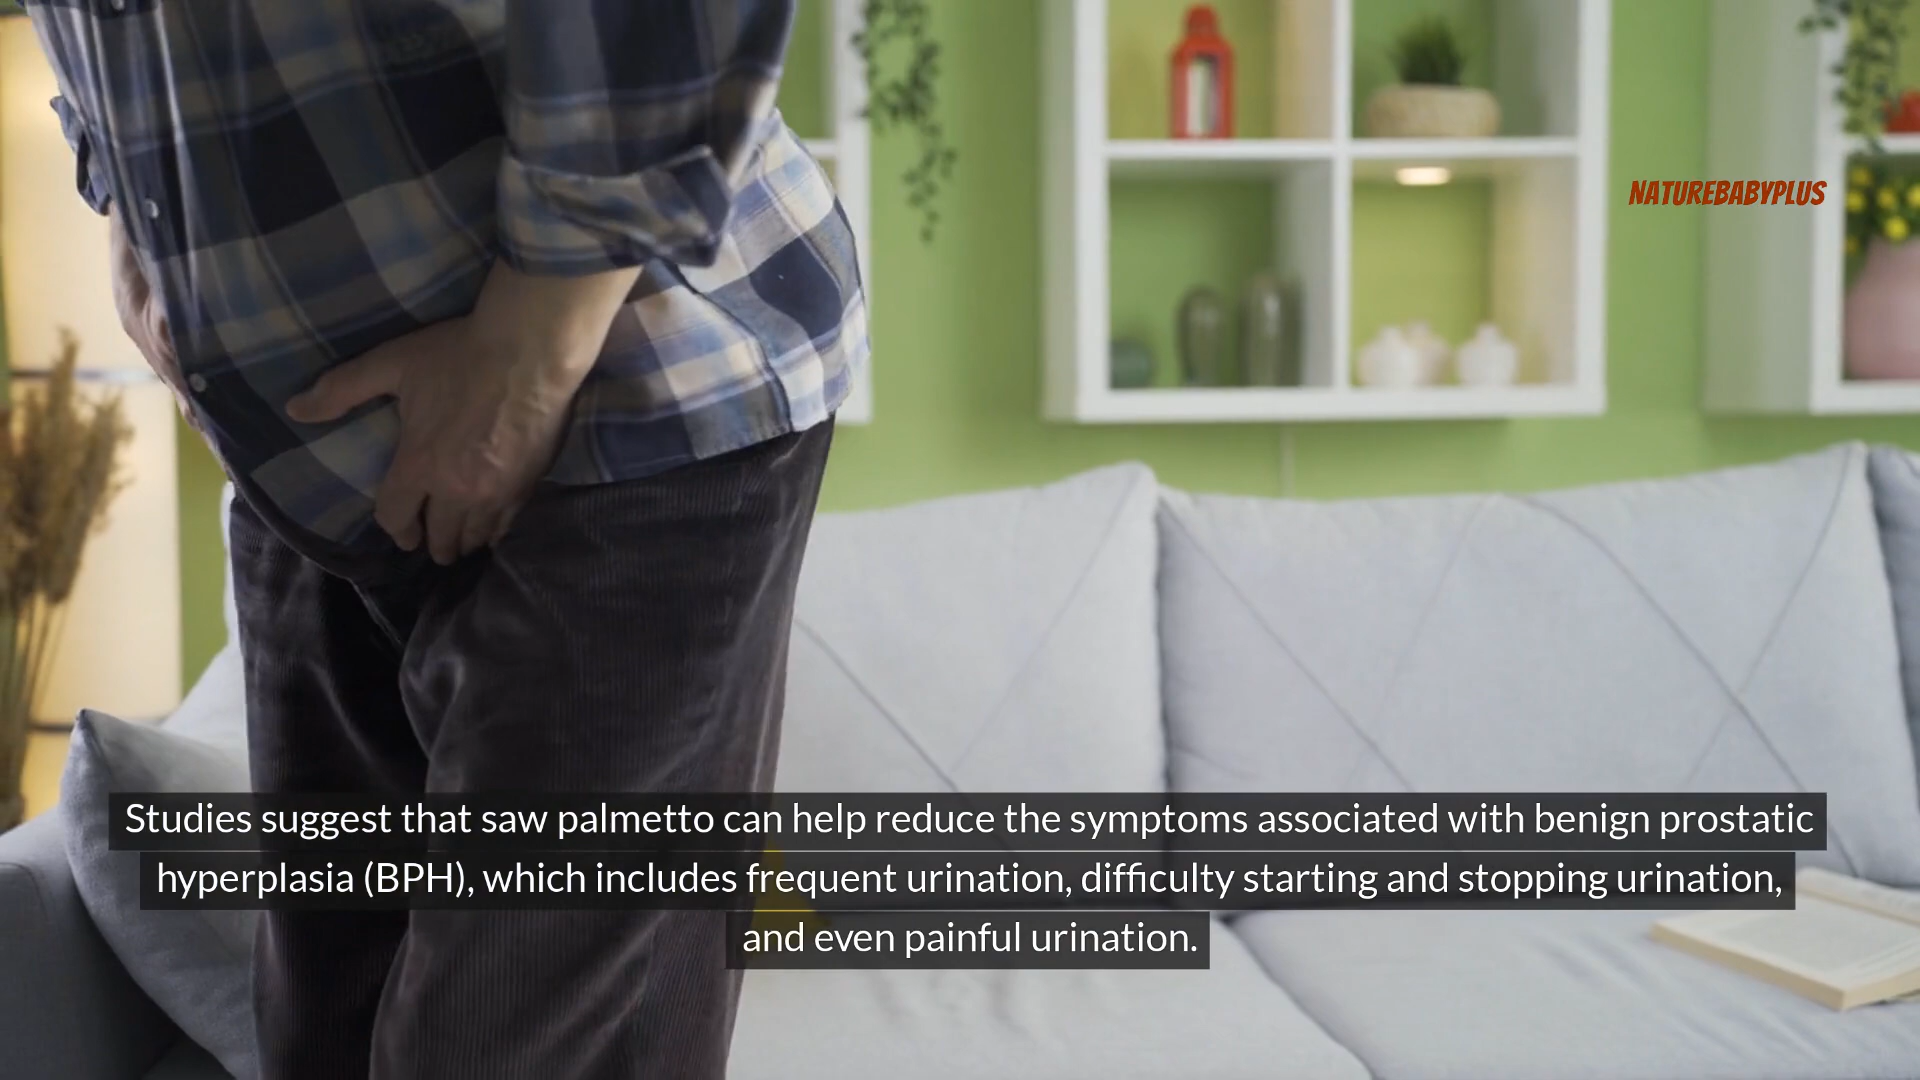 NATUREBABYPLUS
Studies suggest that saw palmetto can help reduce the symptoms associated with benign prostatic
hyperplasia (BPH), which includes frequent urination, difficulty starting and stopping urination,
and even painful urination.